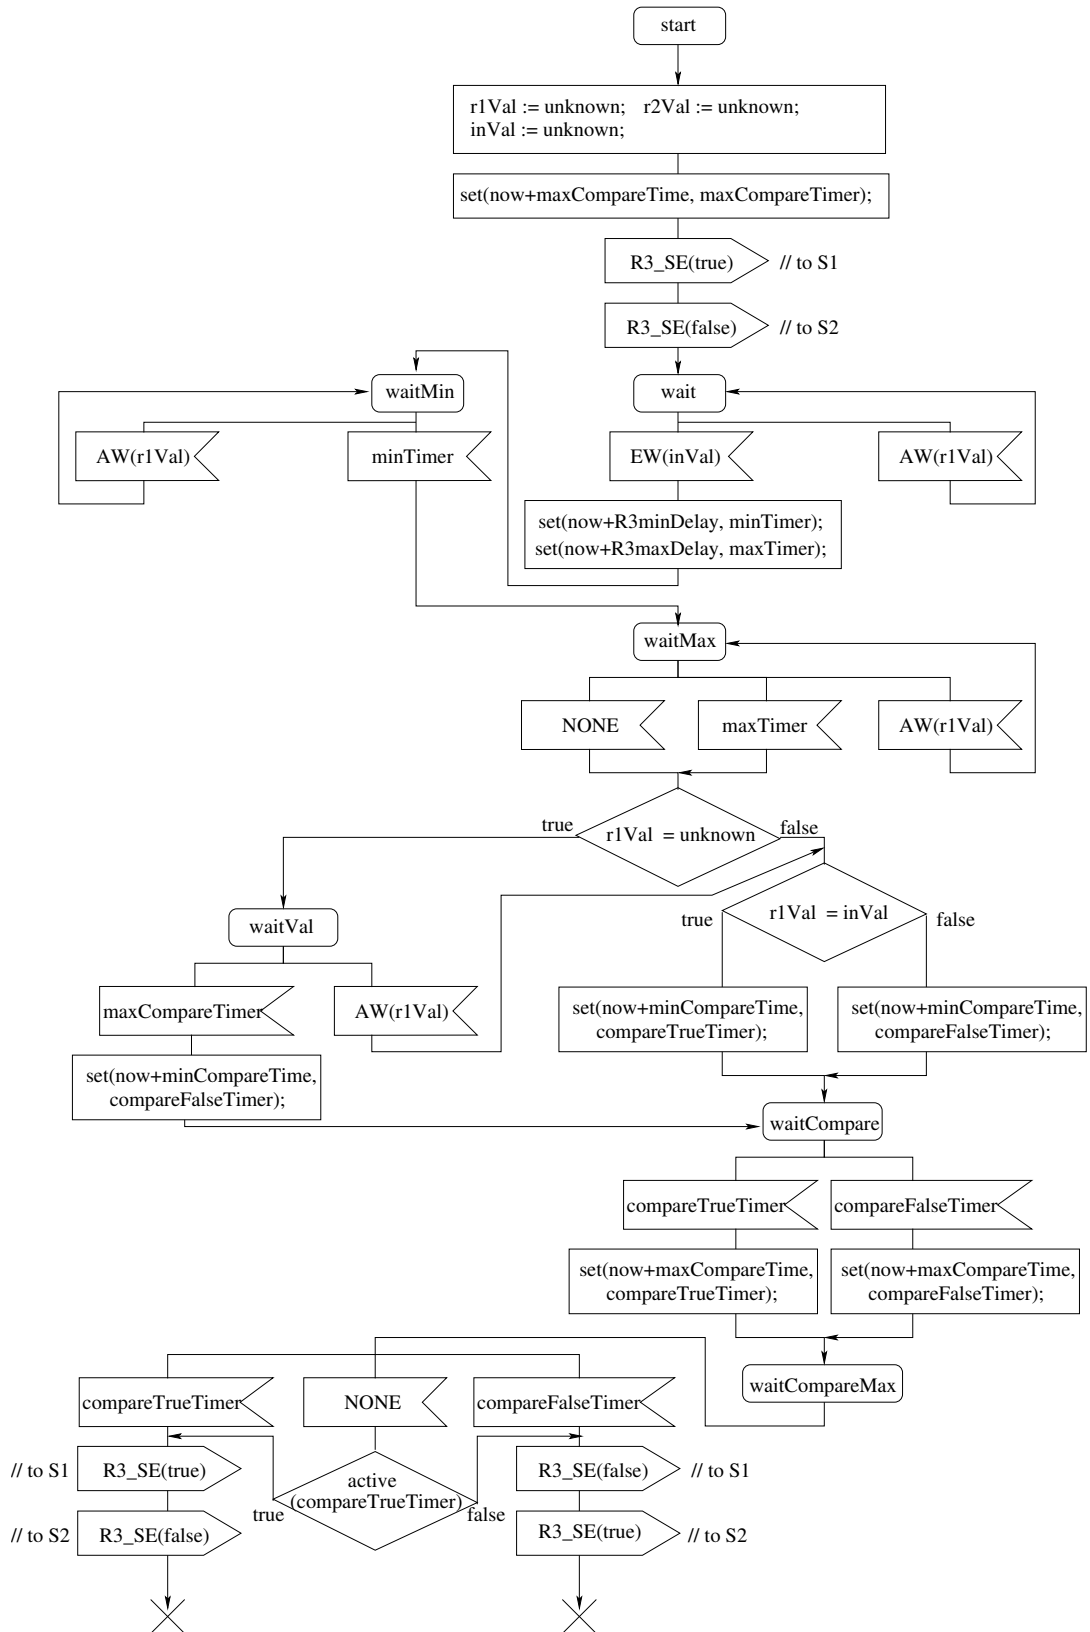 start
r1Val := unknown; r2Val := unknown;
inVal := unknown;
set(now+maxCompareTime, maxCompareTimer);
R3_SE(true) // to S1
R3_SE(false) // to S2
waitMin
wait
AW(r1Val)
minTimer
EW(inVal)
AW(r1Val)
set(now+R3minDelay, minTimer);
set(now+R3maxDelay, maxTimer);
waitMax
NONE
maxTimer
AW(r1Val)
true
r1Val = unknown
false
waitVal
true
r1Val = inVal
false
maxCompareTimer
AW(r1Val)
set(now+minCompareTime,
compareTrueTimer);
set(now+minCompareTime,
compareFalseTimer);
set(now+minCompareTime,
compareFalseTimer);
waitCompare
compareTrueTimer
compareFalseTimer
set(now+maxCompareTime,
compareTrueTimer);
set(now+maxCompareTime,
compareFalseTimer);
waitCompareMax
compareTrueTimer
NONE
compareFalseTimer
// to S1 R3_SE(true)
active
(compareTrueTimer)
true
false
R3_SE(false) // to S1
// to S2 R3_SE(false)
R3_SE(true) // to S2